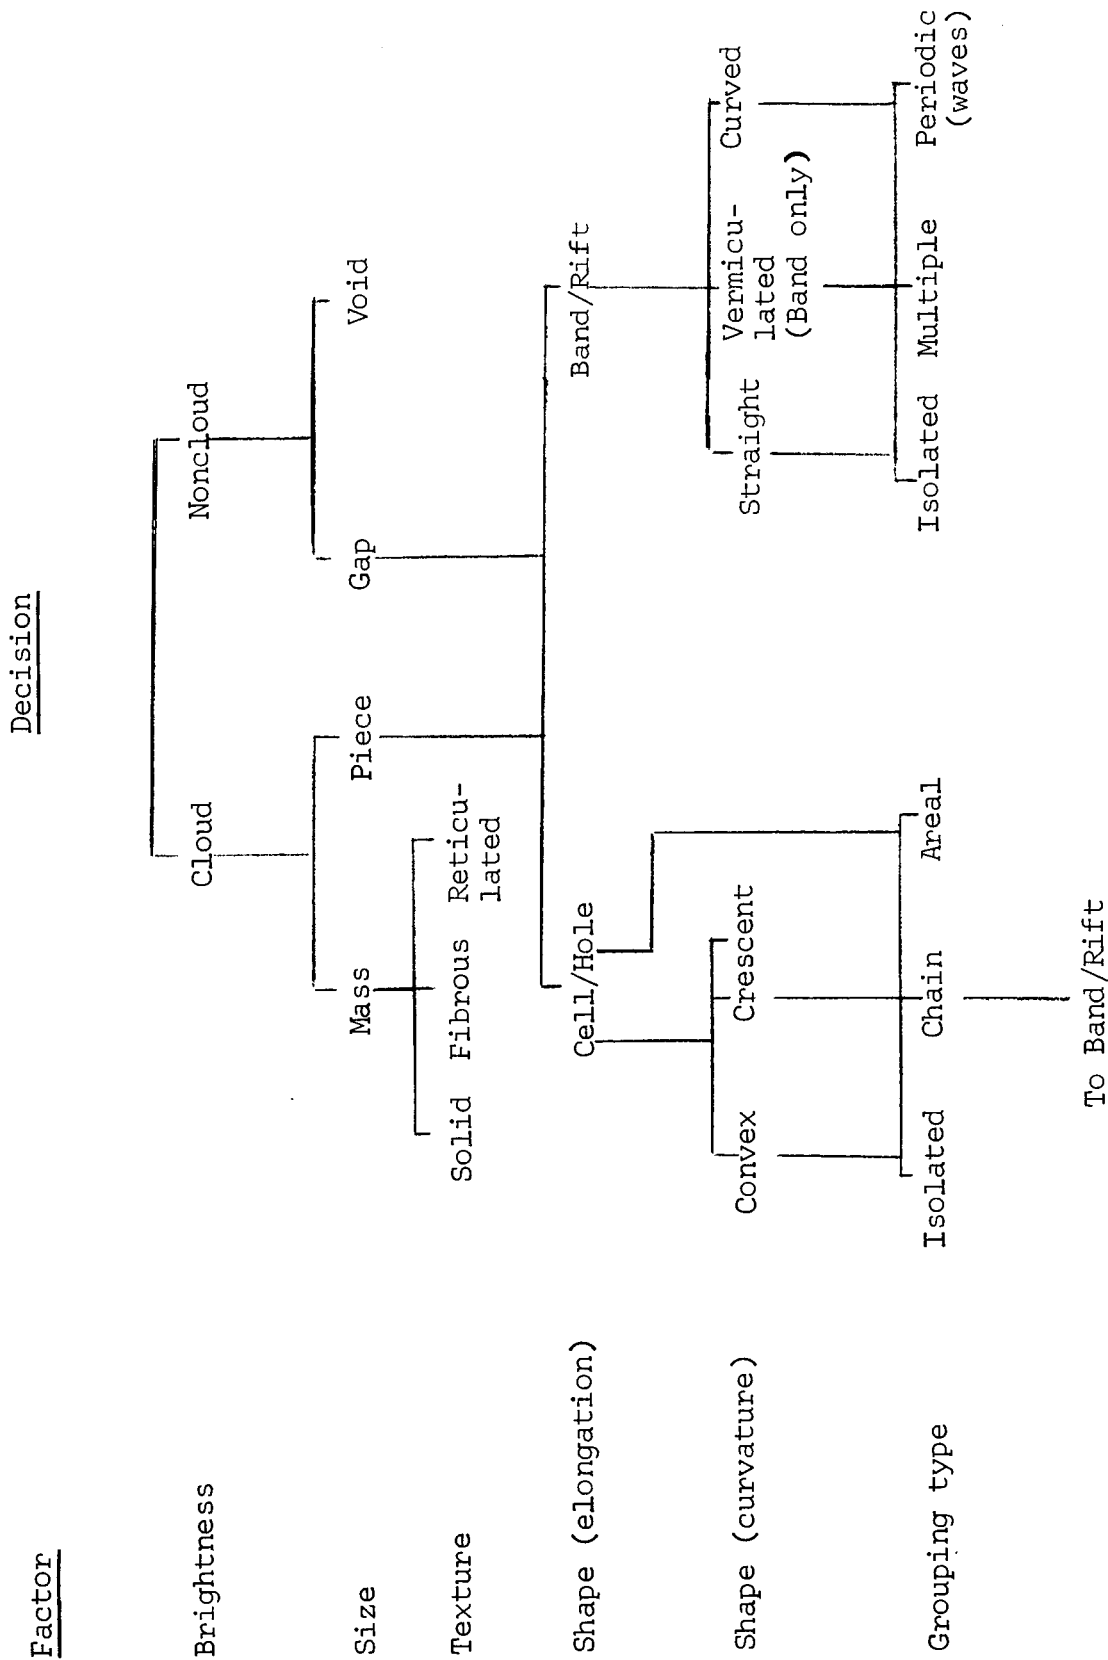 Factor
Decision
Brightness
Cloud
Noncloud
Size
Mass
Piece
Gap
Void
Texture
Solid
Fibrous
Reticu-
lated
Shape (elongation)
Cell/Hole
Band/Rift
Shape (curvature)
Convex
Crescent
Straight
Vermicu-
lated
(Band only)
Curved
Grouping type
Isolated
Chain
Areal
Isolated
Multiple
Periodic
(waves)
To Band/Rift